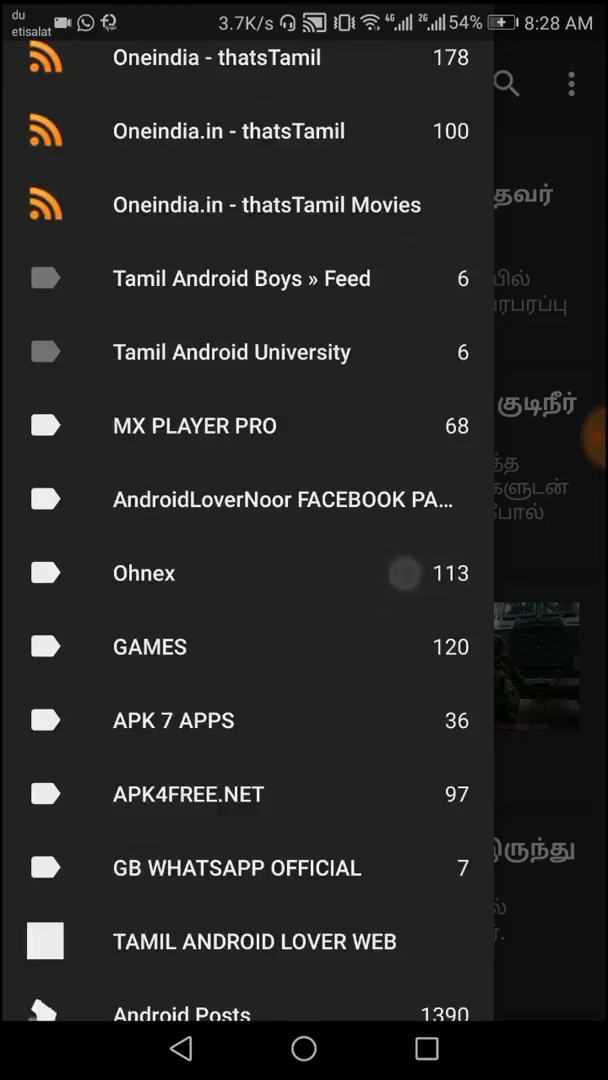 du
etisalat
3.7K/s
4G
2G
54%
8:28 AM
Oneindia - thatsTamil 178
Oneindia.in - thatsTamil 100
Oneindia.in - thatsTamil Movies
Tamil Android Boys » Feed 6
Tamil Android University 6
MX PLAYER PRO 68
AndroidLoverNoor FACEBOOK PA...
Ohnex 113
GAMES 120
APK 7 APPS 36
APK4FREE.NET 97
GB WHATSAPP OFFICIAL 7
TAMIL ANDROID LOVER WEB
Android Posts 1390
குடிநீர்